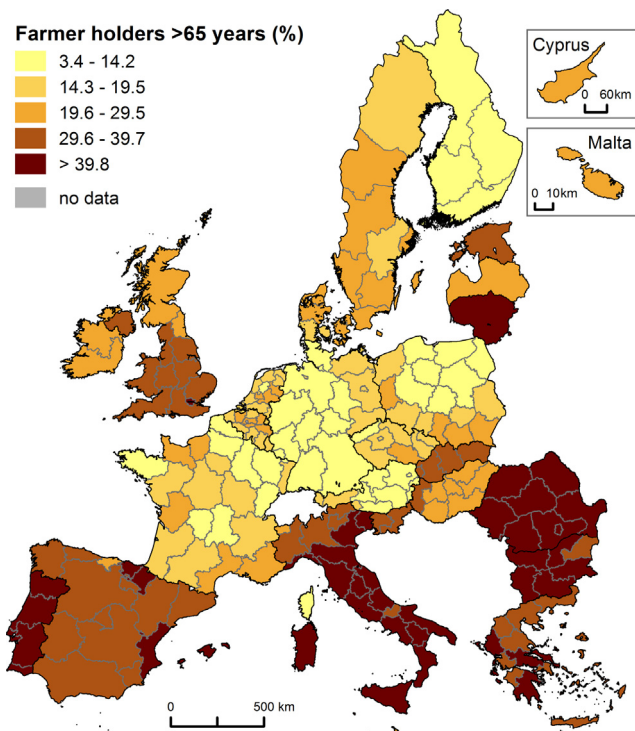 Farmer holders >65 years (%)
3.4 - 14.2
14.3 - 19.5
19.6 - 29.5
29.6 - 39.7
> 39.8
no data
Cyprus
0 60km
Malta
0 10km
0 500 km